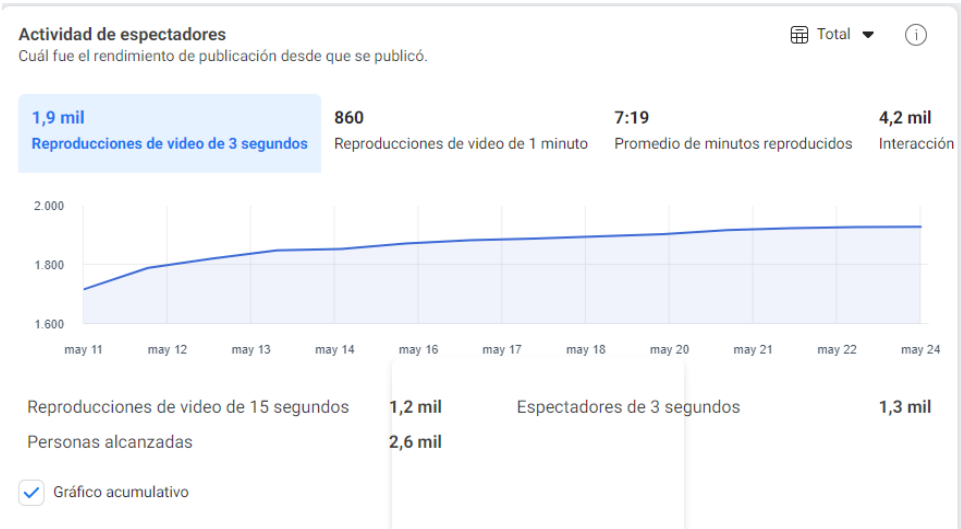 Actividad de espectadores
Total
Cuál fue el rendimiento de publicación desde que se publicó.
1,9 mil
Reproducciones de video de 3 segundos
860
Reproducciones de video de 1 minuto
7:19
Promedio de minutos reproducidos
4,2 mil
Interacción
2.000
1.800
1.600
may 11 may 12 may 13 may 14 may 16 may 17 may 18 may 20 may 21 may 22 may 24
Reproducciones de video de 15 segundos 1,2 mil Espectadores de 3 segundos 1,3 mil
Personas alcanzadas 2,6 mil
Gráfico acumulativo